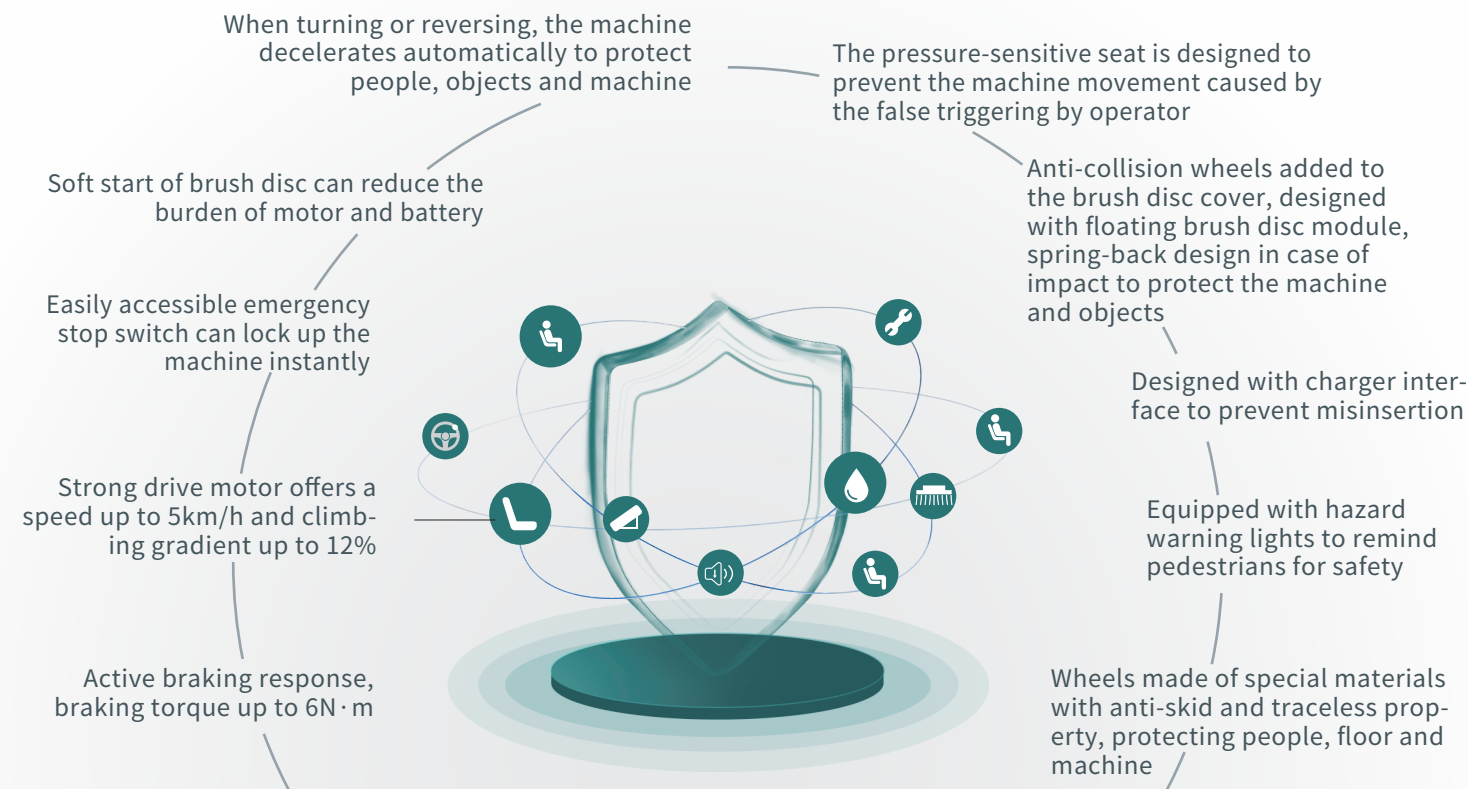 When turning or reversing, the machine
decelerates automatically to protect
people, objects and machine
The pressure-sensitive seat is designed to
prevent the machine movement caused by
the false triggering by operator
Soft start of brush disc can reduce the
burden of motor and battery
Anti-collision wheels added to
the brush disc cover, designed
with floating brush disc module,
spring-back design in case of
impact to protect the machine
and objects
Easily accessible emergency
stop switch can lock up the
machine instantly
Designed with charger inter-
face to prevent misinsertion
Strong drive motor offers a
speed up to 5km/h and climb-
ing gradient up to 12%
Equipped with hazard
warning lights to remind
pedestrians for safety
Active braking response,
braking torque up to 6N·m
Wheels made of special materials
with anti-skid and traceless prop-
erty, protecting people, floor and
machine